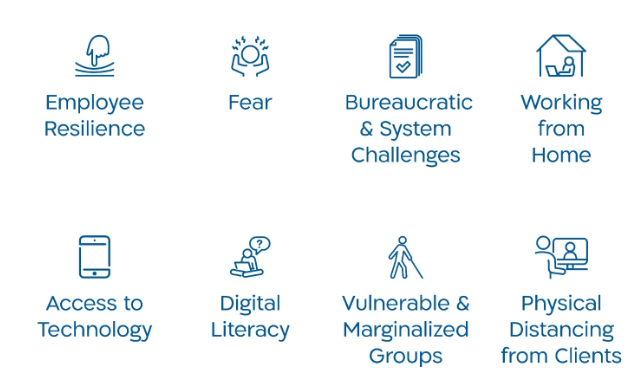 Employee
Resilience
Fear
Bureaucratic
& System
Challenges
Working
from
Home
?
Access to
Technology
Digital
Literacy
Vulnerable &
Marginalized
Groups
Physical
Distancing
from Clients